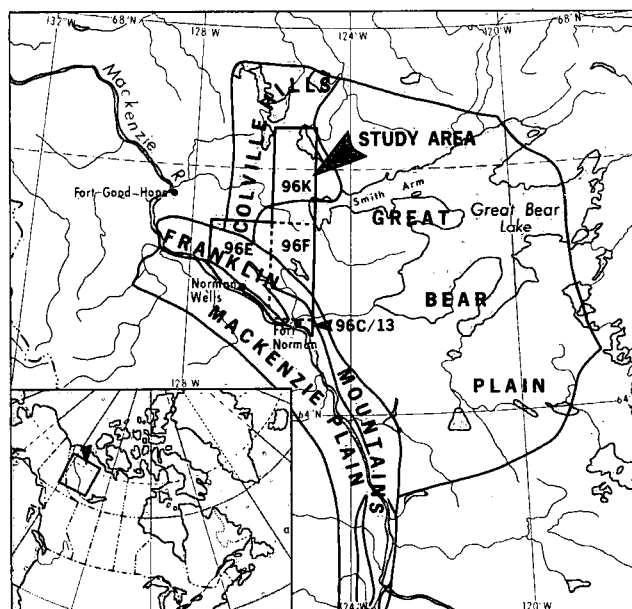 132°W
68°N
128°W
124°W
120°W
68°N
Mackenzie R
COLVILLE HILLS
STUDY AREA
96K
Fort Good Hope
Smith Arm
GREAT
Great Bear
Lake
96E
96F
FRANKLIN
Norman
Wells
BEAR
96C/13
Fort
Norman
MACKENZIE PLAIN
MOUNTAINS
128°W
PLAIN
64°N
64°N
124°W
120°W